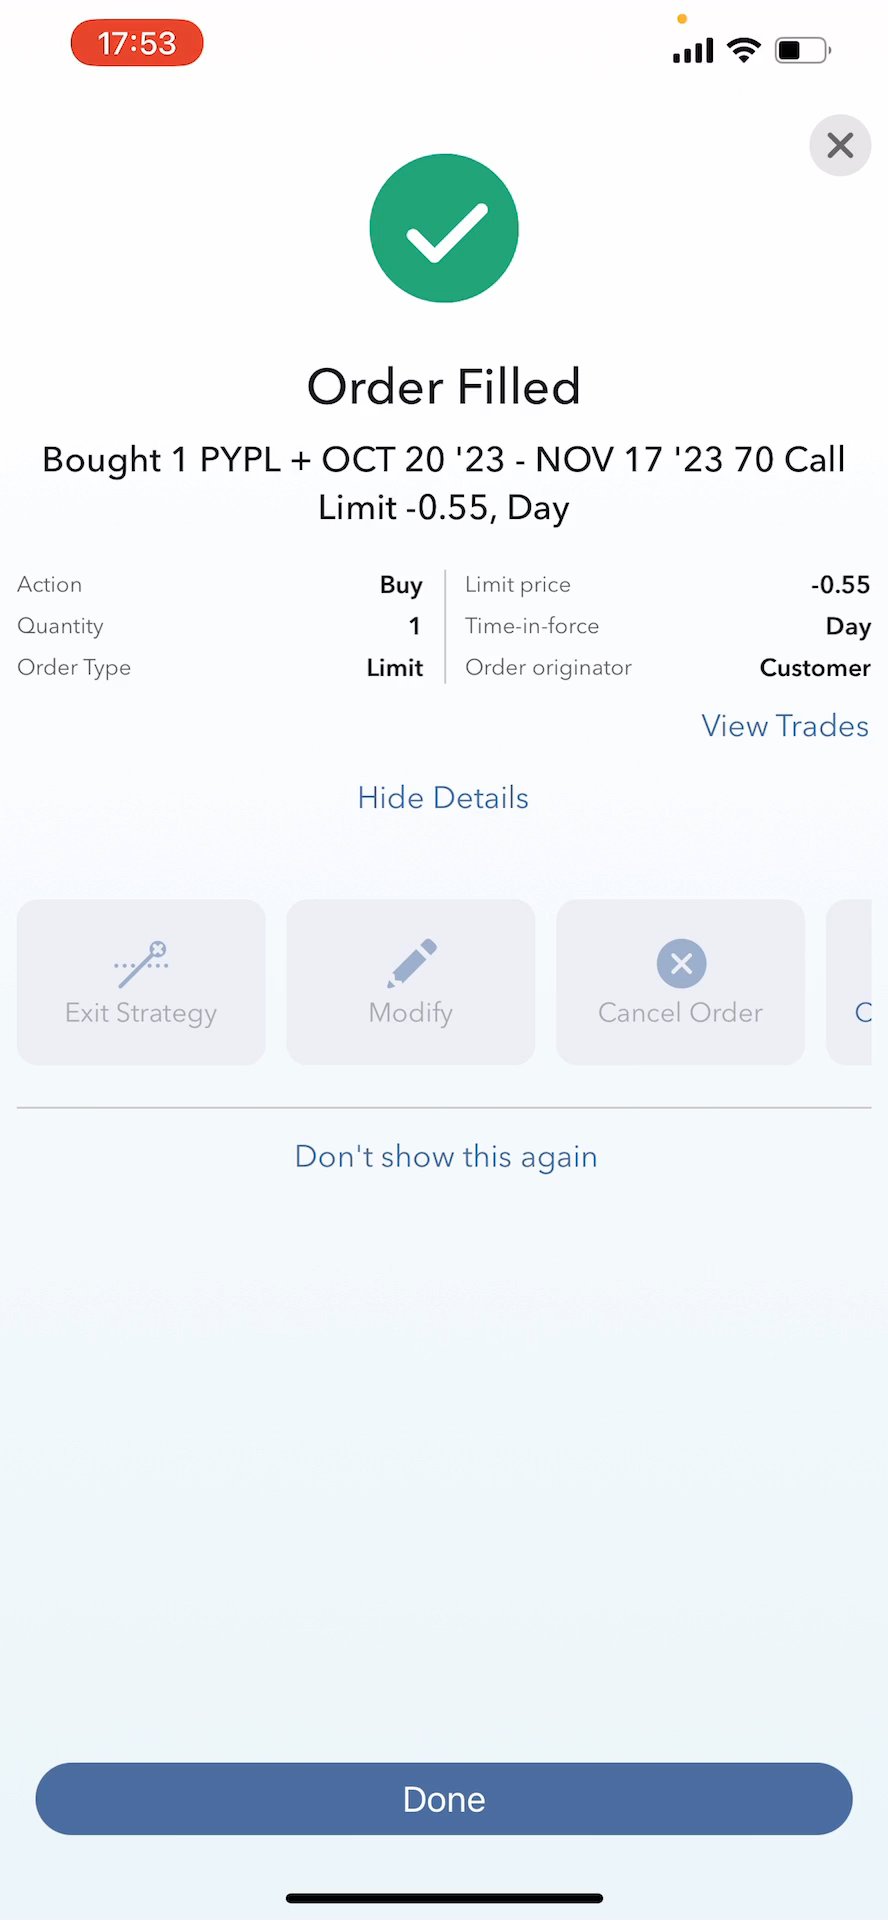 17:53
Order Filled
Bought 1 PYPL + OCT 20 '23 - NOV 17 '23 70 Call
Limit -0.55, Day
Action Buy Limit price -0.55
Quantity 1 Time-in-force Day
Order Type Limit Order originator Customer
View Trades
Hide Details
Exit Strategy Modify Cancel Order
Don't show this again
Done